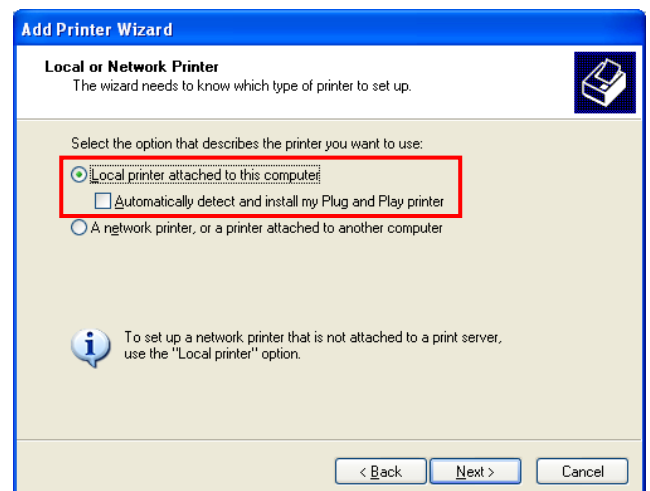 Add Printer Wizard
Local or Network Printer
The wizard needs to know which type of printer to set up.
Select the option that describes the printer you want to use:
Local printer attached to this computer
Automatically detect and install my Plug and Play printer
A network printer, or a printer attached to another computer
To set up a network printer that is not attached to a print server,
use the "Local printer" option.
< Back Next > Cancel